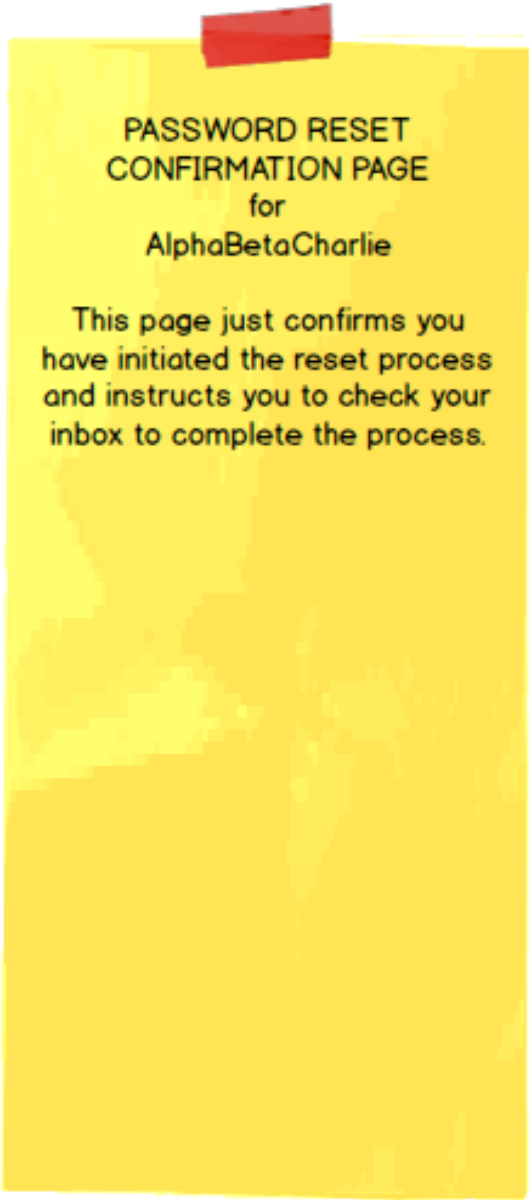 PASSWORD RESET
CONFIRMATION PAGE
for
AlphaBetaCharlie
This page just confirms you
have initiated the reset process
and instructs you to check your
inbox to complete the process.